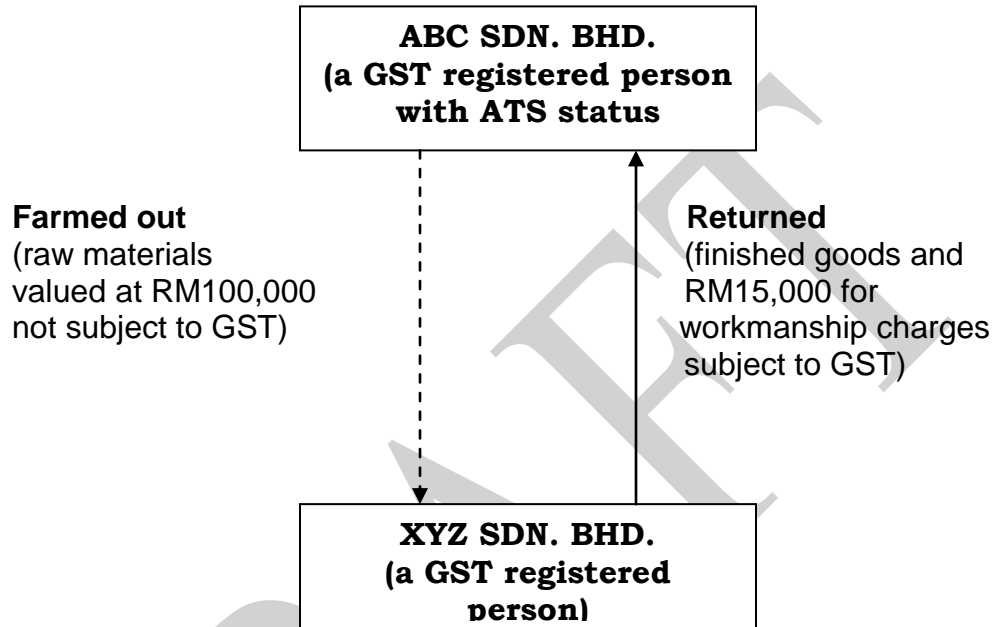 ABC SDN. BHD.
(a GST registered person
with ATS status
Farmed out
(raw materials
valued at RM100,000
not subject to GST)
Returned
(finished goods and
RM15,000 for
workmanship charges
subject to GST)
XYZ SDN. BHD.
(a GST registered
person)